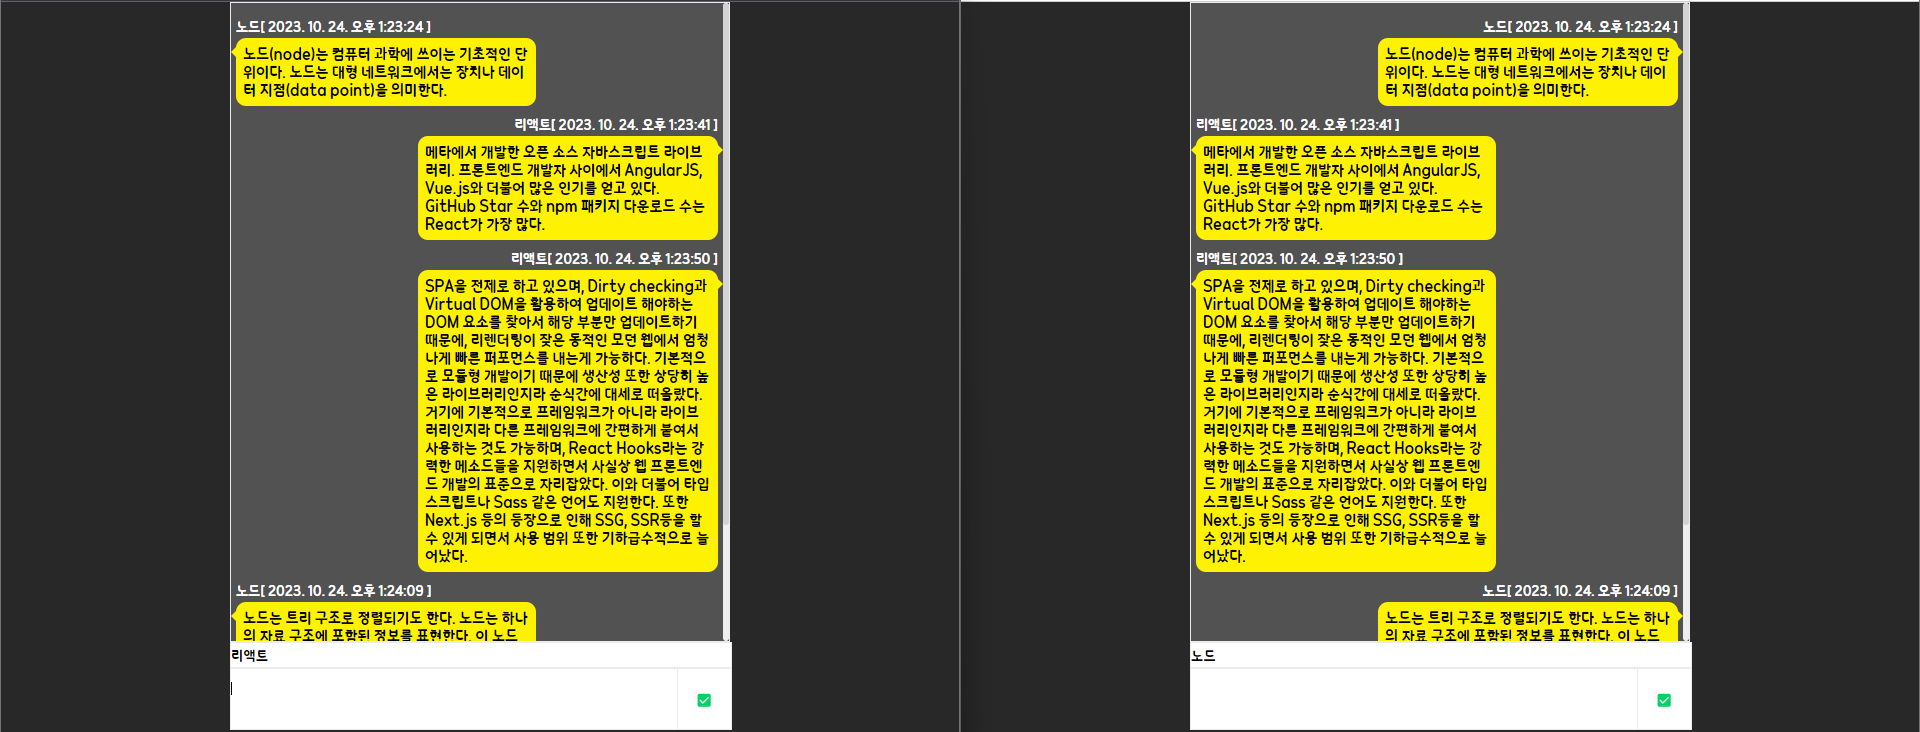 노드[ 2023. 10. 24. 오후 1:23:24 ]
노드(node)는 컴퓨터 과학에 쓰이는 기초적인 단
위이다. 노드는 대형 네트워크에서는 장치나 데이
터 지점(data point)을 의미한다.
리액트[ 2023. 10. 24. 오후 1:23:41 ]
메타에서 개발한 오픈 소스 자바스크립트 라이브
러리. 프론트엔드 개발자 사이에서 AngularJS,
Vue.js와 더불어 많은 인기를 얻고 있다.
GitHub Star 수와 npm 패키지 다운로드 수는
React가 가장 많다.
리액트[ 2023. 10. 24. 오후 1:23:50 ]
SPA을 전제로 하고 있으며, Dirty checking과
Virtual DOM을 활용하여 업데이트 해야하는
DOM 요소를 찾아서 해당 부분만 업데이트하기
때문에, 리렌더링이 잦은 동적인 모던 웹에서 엄청
나게 빠른 퍼포먼스를 내는게 가능하다. 기본적으
로 모듈형 개발이기 때문에 생산성 또한 상당히 높
은 라이브러리인지라 순식간에 대세로 떠올랐다.
거기에 기본적으로 프레임워크가 아니라 라이브
러리인지라 다른 프레임워크에 간편하게 붙여서
사용하는 것도 가능하며, React Hooks라는 강
력한 메소드들을 지원하면서 사실상 웹 프론트엔
드 개발의 표준으로 자리잡았다. 이와 더불어 타입
스크립트나 Sass 같은 언어도 지원한다. 또한
Next.js 등의 등장으로 인해 SSG, SSR등을 할
수 있게 되면서 사용 범위 또한 기하급수적으로 늘
어났다.
노드[ 2023. 10. 24. 오후 1:24:09 ]
노드는 트리 구조로 정렬되기도 한다. 노드는 하나
의 자료 구조에 포함된 정보를 표현한다. 이 노드
리액트
노드[ 2023. 10. 24. 오후 1:23:24 ]
노드(node)는 컴퓨터 과학에 쓰이는 기초적인 단
위이다. 노드는 대형 네트워크에서는 장치나 데이
터 지점(data point)을 의미한다.
리액트[ 2023. 10. 24. 오후 1:23:41 ]
메타에서 개발한 오픈 소스 자바스크립트 라이브
러리. 프론트엔드 개발자 사이에서 AngularJS,
Vue.js와 더불어 많은 인기를 얻고 있다.
GitHub Star 수와 npm 패키지 다운로드 수는
React가 가장 많다.
리액트[ 2023. 10. 24. 오후 1:23:50 ]
SPA을 전제로 하고 있으며, Dirty checking과
Virtual DOM을 활용하여 업데이트 해야하는
DOM 요소를 찾아서 해당 부분만 업데이트하기
때문에, 리렌더링이 잦은 동적인 모던 웹에서 엄청
나게 빠른 퍼포먼스를 내는게 가능하다. 기본적으
로 모듈형 개발이기 때문에 생산성 또한 상당히 높
은 라이브러리인지라 순식간에 대세로 떠올랐다.
거기에 기본적으로 프레임워크가 아니라 라이브
러리인지라 다른 프레임워크에 간편하게 붙여서
사용하는 것도 가능하며, React Hooks라는 강
력한 메소드들을 지원하면서 사실상 웹 프론트엔
드 개발의 표준으로 자리잡았다. 이와 더불어 타입
스크립트나 Sass 같은 언어도 지원한다. 또한
Next.js 등의 등장으로 인해 SSG, SSR등을 할
수 있게 되면서 사용 범위 또한 기하급수적으로 늘
어났다.
노드[ 2023. 10. 24. 오후 1:24:09 ]
노드는 트리 구조로 정렬되기도 한다. 노드는 하나
의 자료 구조에 포함된 정보를 표현한다. 이 노드
노드